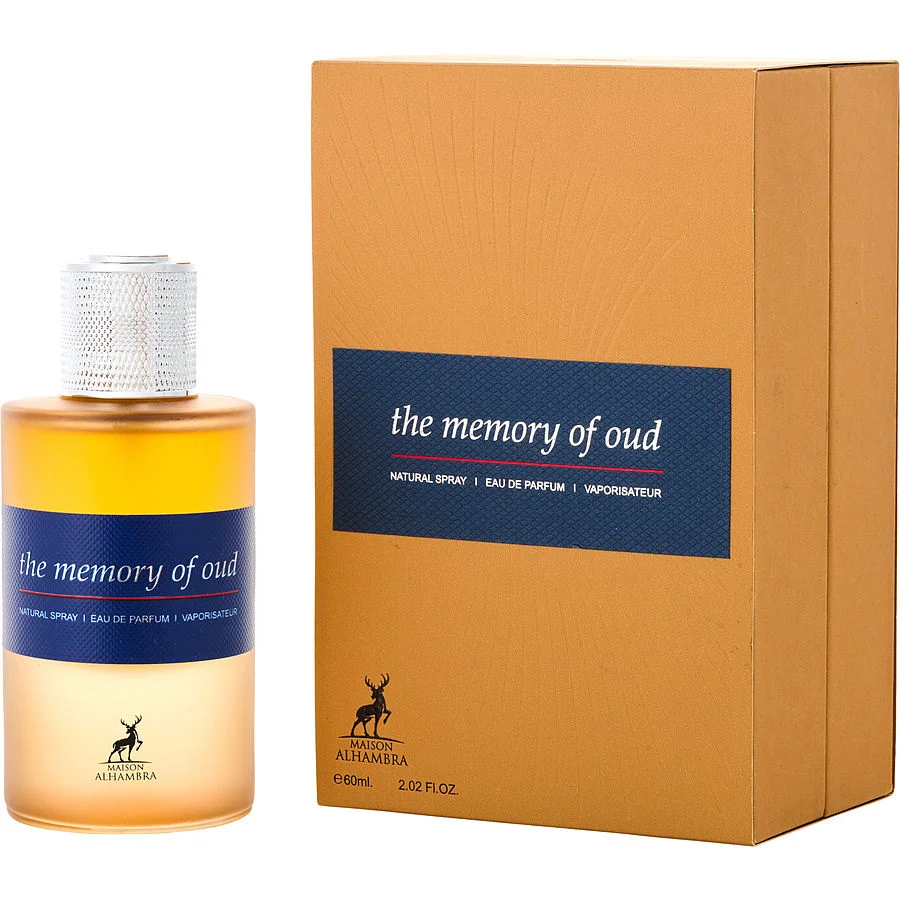 the memory of oud
NATURAL SPRAY I EAU DE PARFUM I VAPORISATEUR
MAISON
ALHAMBRA
the memory of oud
NATURAL SPRAY I EAU DE PARFUM I VAPORISATEUR
MAISON
ALHAMBRA
℮60ml. 2.02 Fl.OZ.